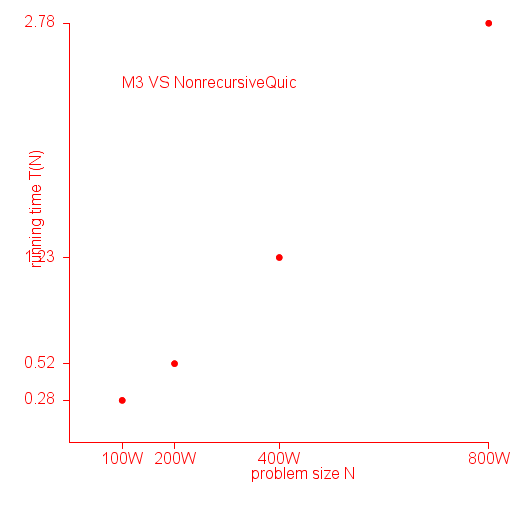 2.78
M3 VS NonrecursiveQuic
running time T(N)
1.23
0.52
0.28
100W 200W 400W 800W
problem size N